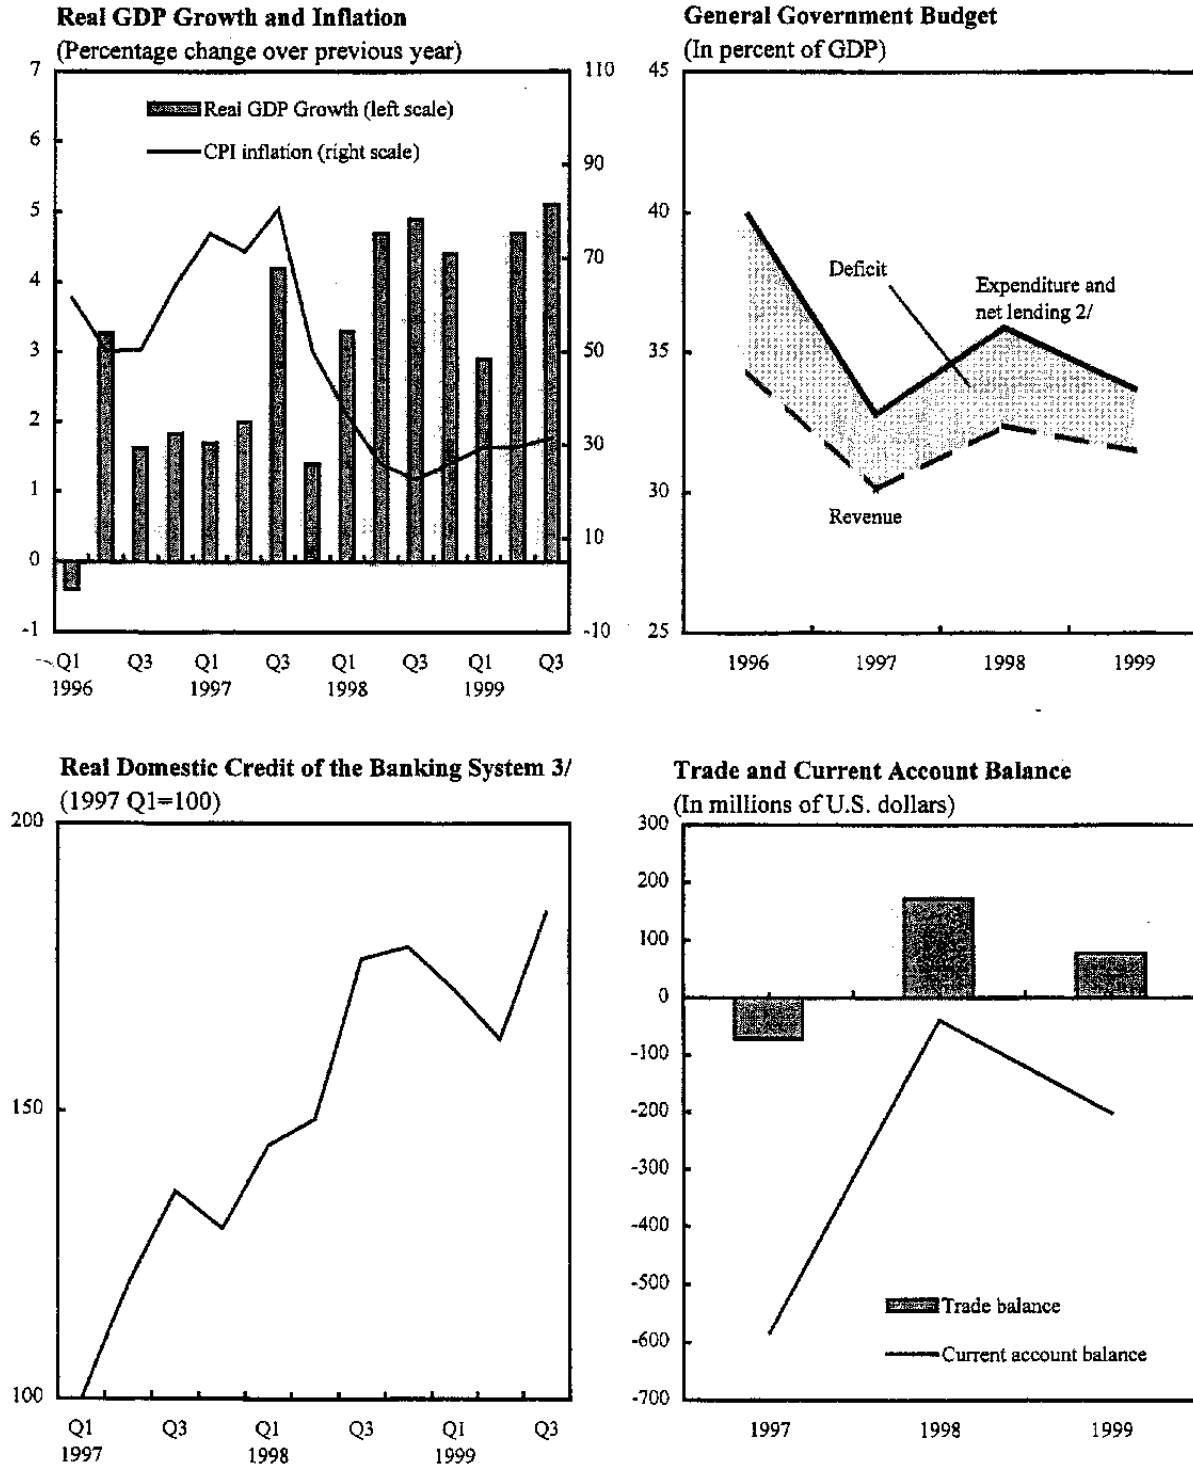 Real GDP Growth and Inflation
(Percentage change over previous year)
7
6
5
4
3
2
1
0
-1
110
90
70
50
30
10
-10
Real GDP Growth (left scale)
CPI inflation (right scale)
Q1 Q3 Q1 Q3 Q1 Q3 Q1 Q3
1996 1997 1998 1999
General Government Budget
(In percent of GDP)
45
40
35
30
25
Deficit
Expenditure and
net lending 2/
Revenue
1996 1997 1998 1999
Real Domestic Credit of the Banking System 3/
(1997 Q1=100)
200
150
100
Q1 Q3 Q1 Q3 Q1 Q3
1997 1998 1999
Trade and Current Account Balance
(In millions of U.S. dollars)
300
200
100
0
-100
-200
-300
-400
-500
-600
-700
Trade balance
Current account balance
1997 1998 1999